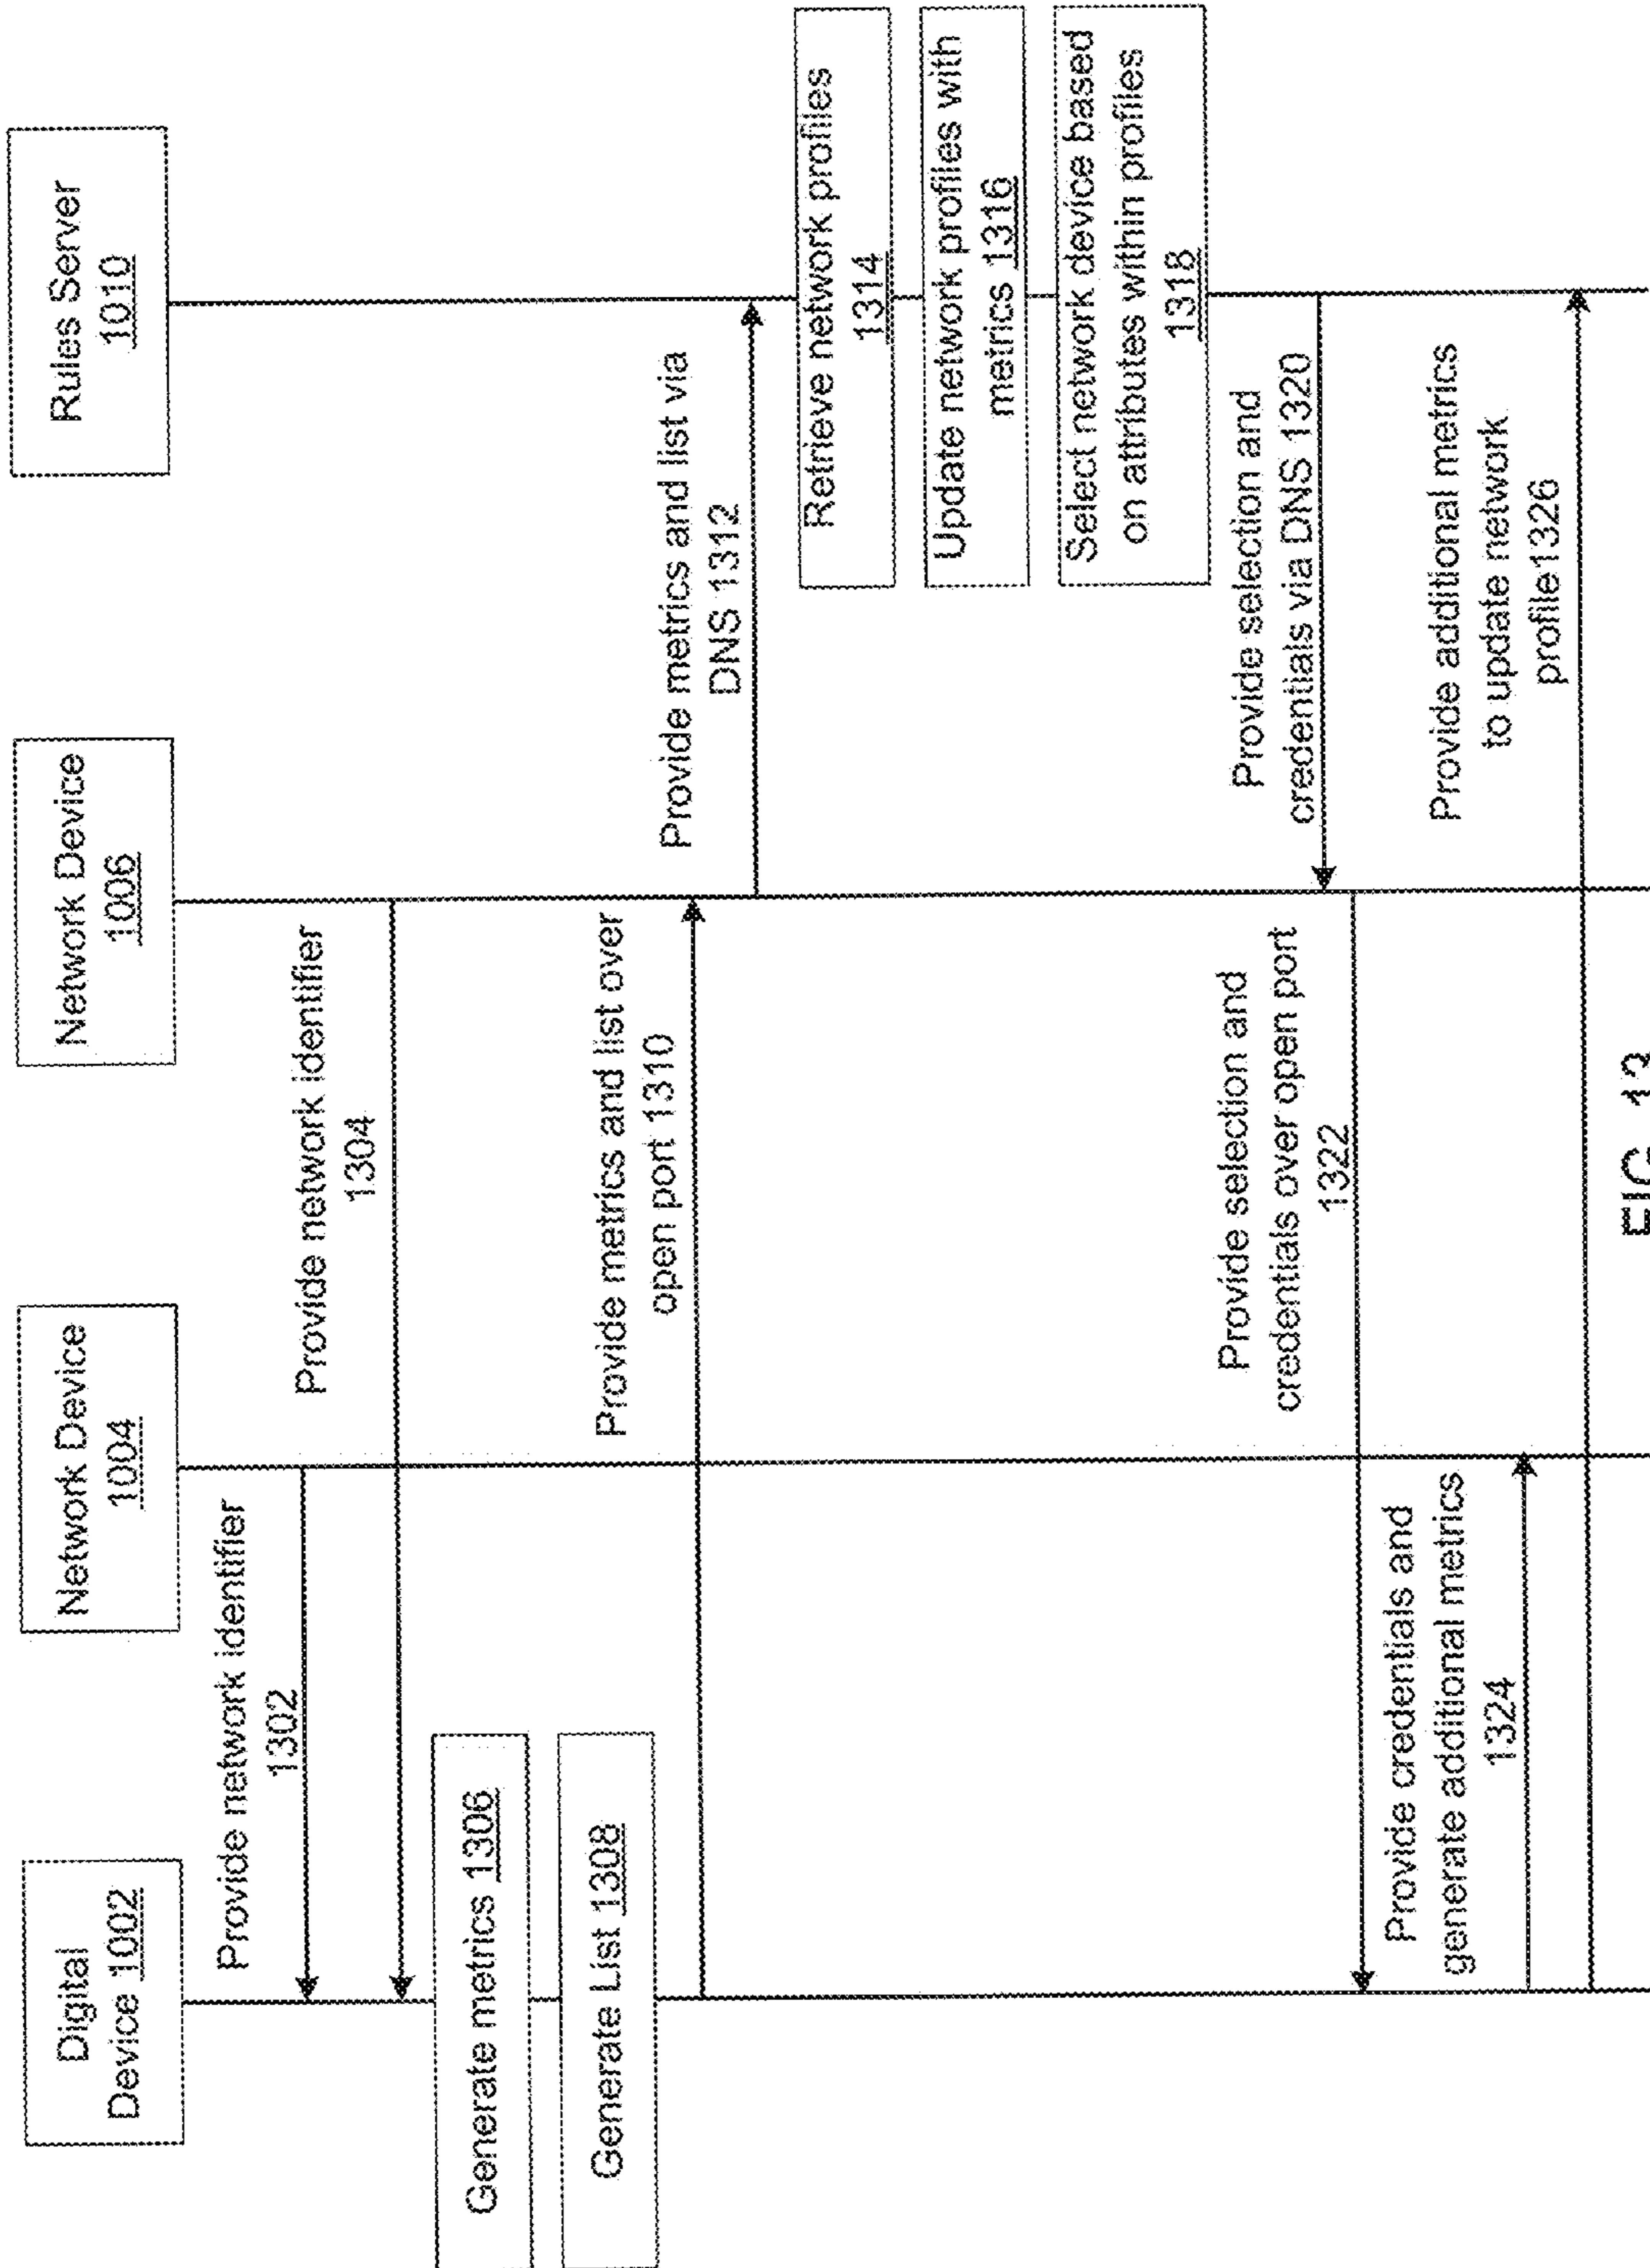 Digital
Device 1002
Network Device
1004
Network Device
1006
Rules Server
1010
Provide network identifier
1302
Provide network identifier
1304
Generate metrics 1306
Generate List 1308
Provide metrics and list over
open port 1310
Provide metrics and list via
DNS 1312
Retrieve network profiles
1314
Update network profiles with
metrics 1316
Select network device based
on attributes within profiles
1318
Provide selection and
credentials via DNS 1320
Provide selection and
credentials over open port
1322
Provide credentials and
generate additional metrics
1324
Provide additional metrics
to update network
profile1326
FIG. 13